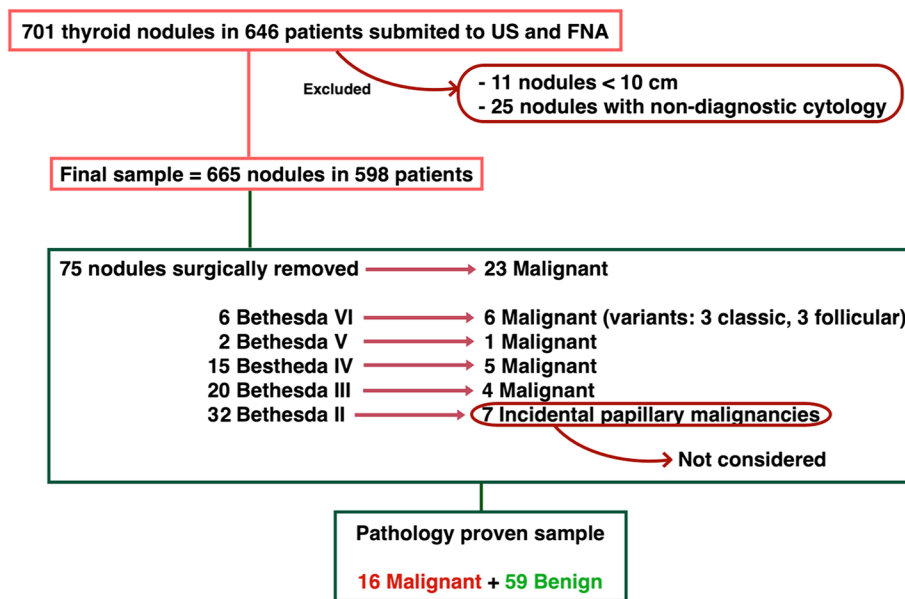 701 thyroid nodules in 646 patients submited to US and FNA
Excluded
- 11 nodules < 10 cm
- 25 nodules with non-diagnostic cytology
Final sample = 665 nodules in 598 patients
75 nodules surgically removed 23 Malignant
6 Bethesda VI 6 Malignant (variants: 3 classic, 3 follicular)
2 Bethesda V 1 Malignant
15 Bestheda IV 5 Malignant
20 Bethesda III 4 Malignant
32 Bethesda II 7 Incidental papillary malignancies
Not considered
Pathology proven sample
16 Malignant + 59 Benign